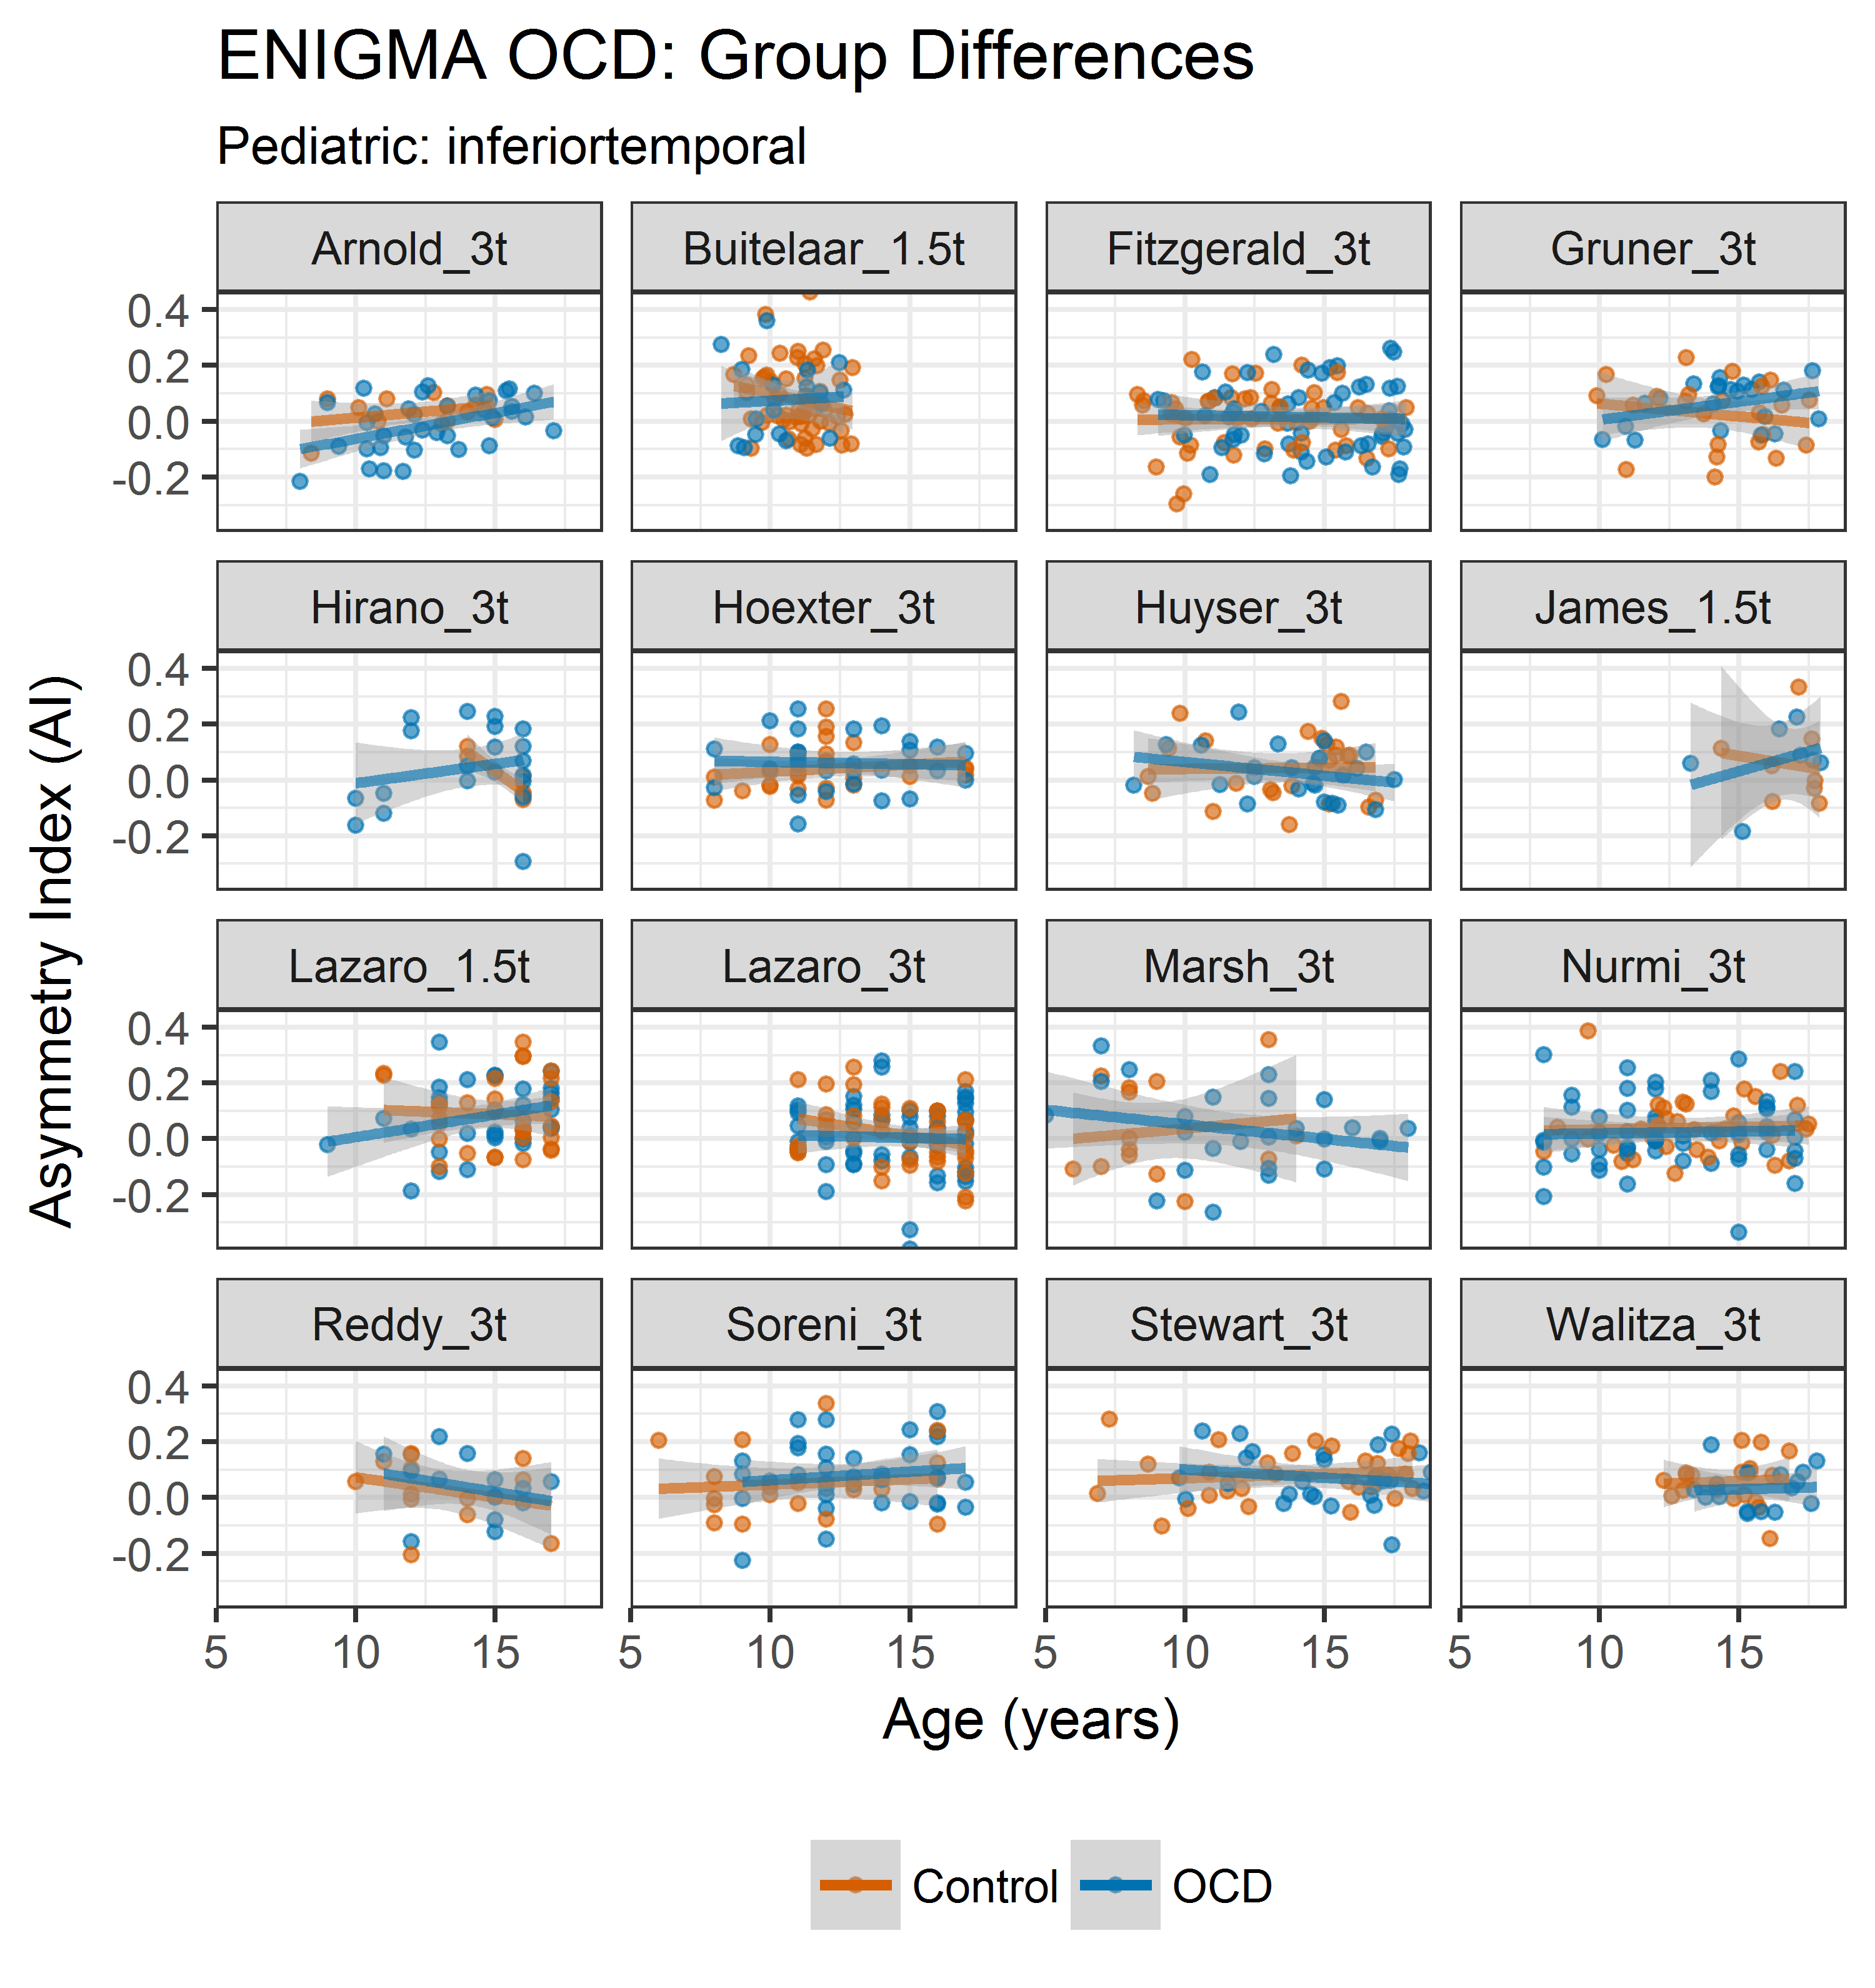 ENIGMA OCD: Group Differences
Pediatric: inferiortemporal
Arnold_3t Buitelaar_1.5t Fitzgerald_3t Gruner_3t
0.4
0.2
0.0
-0.2
Hirano_3t Hoexter_3t Huyser_3t James_1.5t
0.4
0.2
0.0
-0.2
Lazaro_1.5t Lazaro_3t Marsh_3t Nurmi_3t
0.4
0.2
0.0
-0.2
Reddy_3t Soreni_3t Stewart_3t Walitza_3t
0.4
0.2
0.0
-0.2
Asymmetry Index (AI)
5 10 15 5 10 15 5 10 15 5 10 15
Age (years)
Control OCD